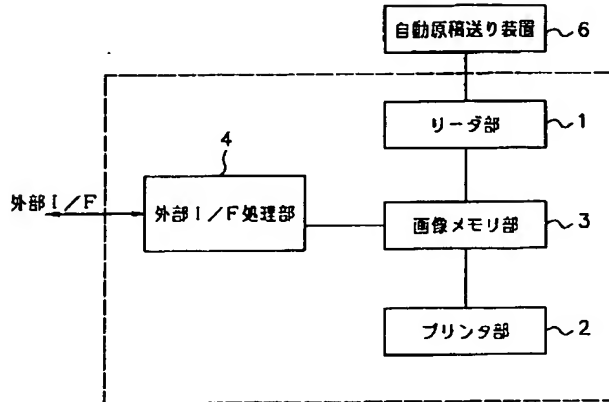 自動原稿送り装置
6
リーダ部
1
4
外部I/F
外部I/F処理部
画像メモリ部
3
プリンタ部
2